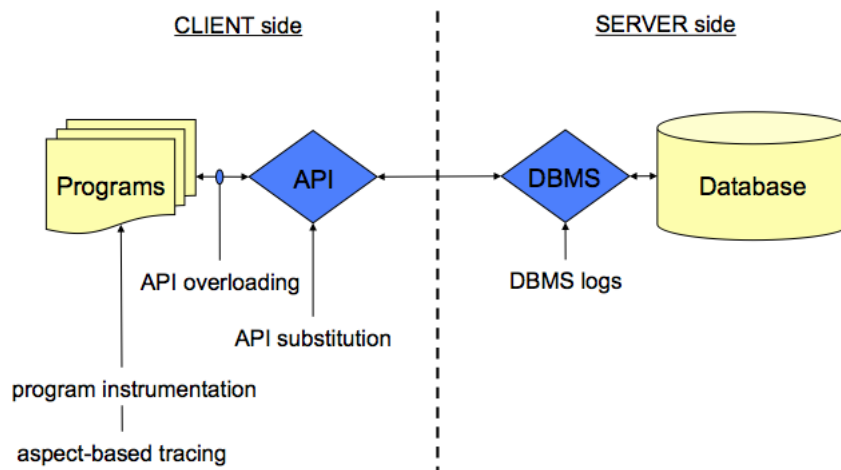 CLIENT side
SERVER side
Programs
API
DBMS
Database
API overloading
DBMS logs
API substitution
program instrumentation
aspect-based tracing